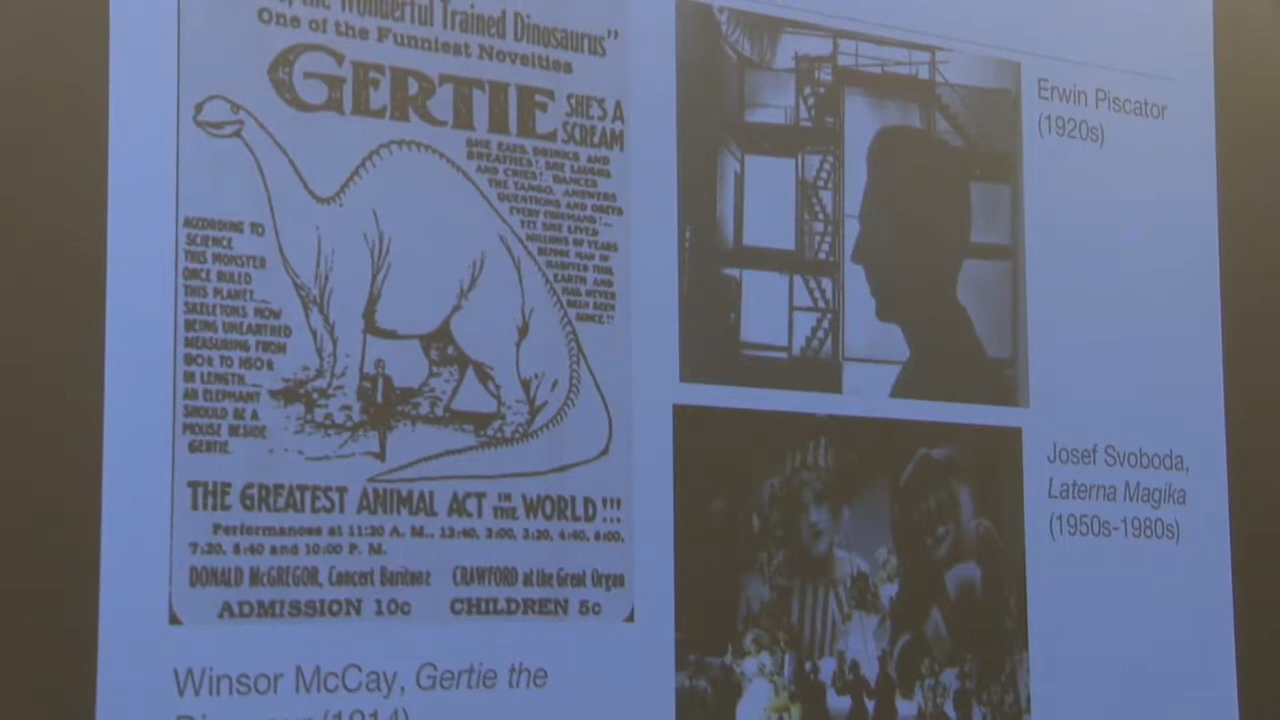 the Wonderful Trained Dinosaurus"
One of the Funniest Novelties
GERTIE
SHE'S A
SCREAM
SHE EATS, DRINKS AND
BREATHES! SHE LAUGHS
AND CRIES! DANCES
THE TANGO, ANSWERS
QUESTIONS AND OBEYS
EVERY COMMAND!
YET SHE LIVED
MILLIONS OF YEARS
BEFORE MAN IN-
HABITED THIS
EARTH AND
HAS NEVER
BEEN SEEN
SINCE!!
ACCORDING TO
SCIENCE
THIS MONSTER
ONCE RULED
THIS PLANET
SKELETONS NOW
BEING UNEARTHED
MEASURING FROM
IN LENGTH
AN ELEPHANT
SHOULD BE A
MOUSE BESIDE
GERTIE
THE GREATEST ANIMAL ACT IN THE WORLD!!!
Performances at 11:20 A. M., 12:40, 2:00, 3:20, 4:40, 6:00,
7:20, 8:40 and 10:00 P. M.
DONALD McGREGOR, Concert Baritone CRAWFORD at the Great Organ
ADMISSION 10c CHILDREN 5c
Winsor McCay, Gertie the
(1914)
Erwin Piscator
(1920s)
Josef Svoboda,
Laterna Magika
(1950s-1980s)